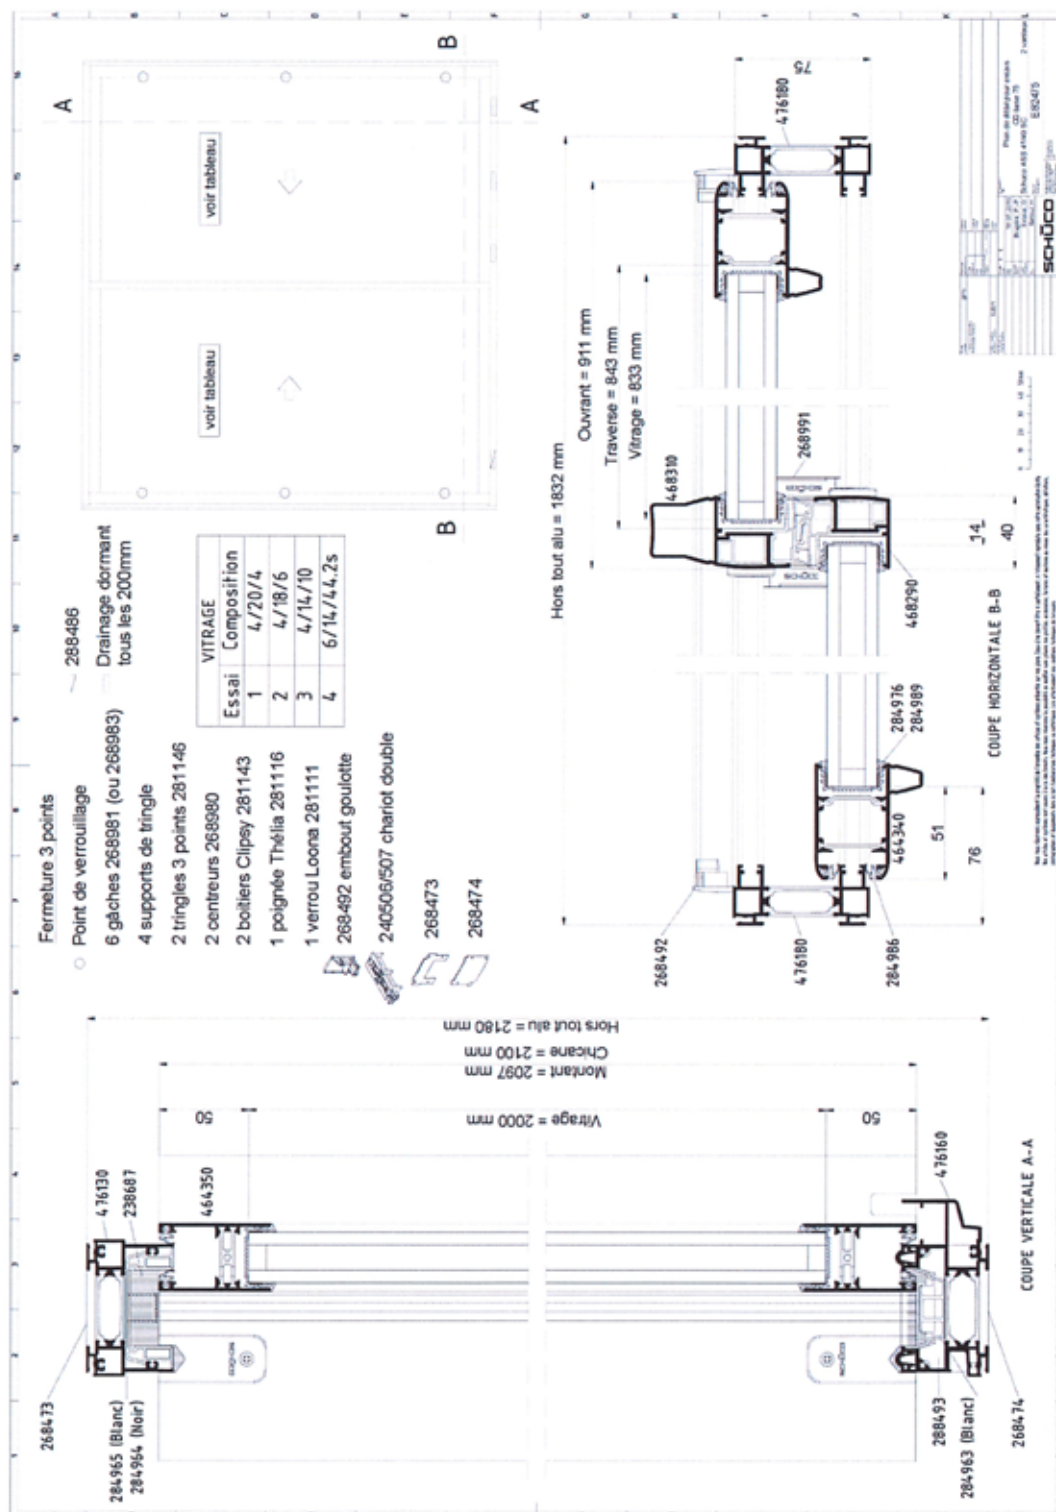 Fermeture 3 points
Point de verrouillage
6 gâches 268981 (ou 268983)
4 supports de tringle
2 tringles 3 points 281146
2 centreurs 268980
2 boitiers Clipsy 281143
1 poignée Thélia 281116
1 verrou Loona 281111
268492 embout goulotte
240506/507 chariot double
268473
268474
288486
Drainage dormant
tous les 200mm
VITRAGE
Essai Composition
1 4/20/4
2 4/18/6
3 4/14/10
4 6/14/4.4.2s
A
A
B
B
voir tableau
voir tableau
Hors tout alu = 2180 mm
Chicane = 2100 mm
Montant = 2097 mm
Vitrage = 2000 mm
50
50
268473
284965 (Blanc)
284964 (Noir)
476130
238687
464350
476160
288493
284963 (Blanc)
268474
COUPE VERTICALE A-A
Hors tout alu = 1832 mm
Ouvrant = 911 mm
Traverse = 843 mm
Vitrage = 833 mm
75
476180
468310
268991
14
40
468290
284976
284989
464340
51
76
268492
476180
284986
COUPE HORIZONTALE B-B
SCHÜCO
E82475